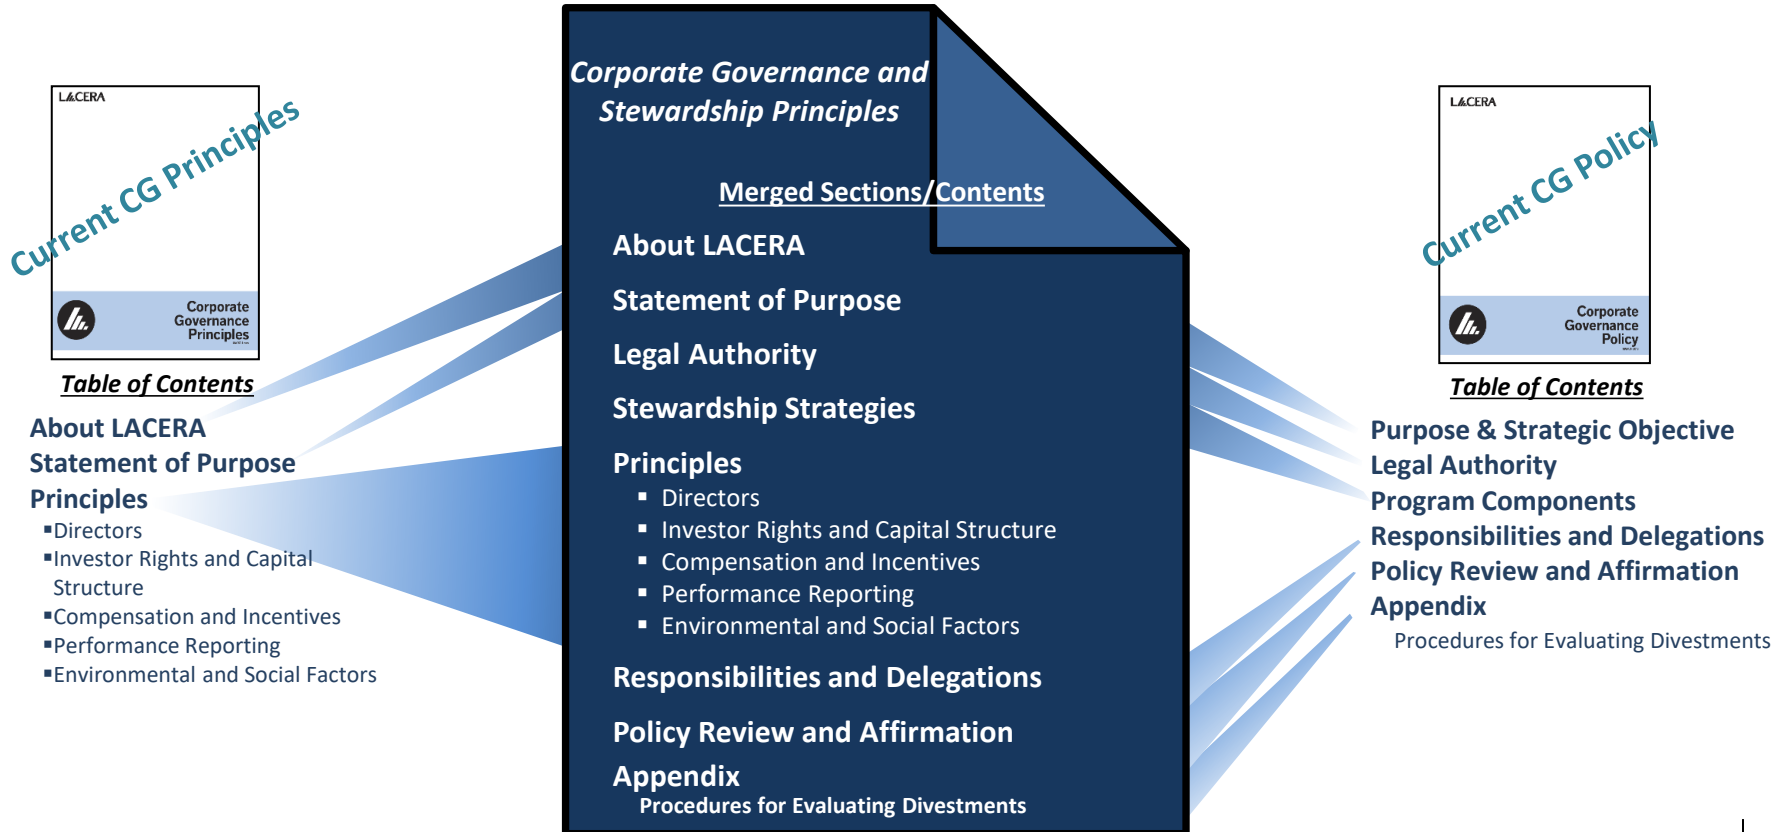 LACERA
Current CG Principles
Corporate
Governance
Principles
Table of Contents
About LACERA
Statement of Purpose
Principles
▪Directors
▪Investor Rights and Capital
Structure
▪Compensation and Incentives
▪Performance Reporting
▪Environmental and Social Factors
Corporate Governance and
Stewardship Principles
Merged Sections/Contents
About LACERA
Statement of Purpose
Legal Authority
Stewardship Strategies
Principles
▪ Directors
▪ Investor Rights and Capital Structure
▪ Compensation and Incentives
▪ Performance Reporting
▪ Environmental and Social Factors
Responsibilities and Delegations
Policy Review and Affirmation
Appendix
Procedures for Evaluating Divestments
LACERA
Current CG Policy
Corporate
Governance
Policy
Table of Contents
Purpose & Strategic Objective
Legal Authority
Program Components
Responsibilities and Delegations
Policy Review and Affirmation
Appendix
Procedures for Evaluating Divestments